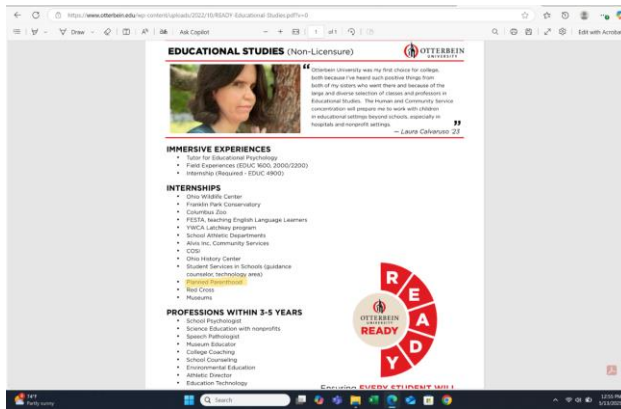 https://www.otterbein.edu/wp-content/uploads/2022/10/READY-Educational-Studies.pdf?v=0
Draw
Ask Copilot
1 of 1
Edit with Acrobat
EDUCATIONAL STUDIES (Non-Licensure)
OTTERBEIN
UNIVERSITY
“ Otterbein University was my first choice for college,
both because I've heard such positive things from
both of my sisters who went there and because of the
large and diverse selection of classes and professors in
Educational Studies. The Human and Community Service
concentration will prepare me to work with children
in educational settings beyond schools, especially in
hospitals and nonprofit settings. ”
— Laura Calvaruso '23
IMMERSIVE EXPERIENCES
• Tutor for Educational Psychology
• Field Experiences (EDUC 1600, 2000/2200)
• Internship (Required - EDUC 4900)
INTERNSHIPS
• Ohio Wildlife Center
• Franklin Park Conservatory
• Columbus Zoo
• FESTA, teaching English Language Learners
• YWCA Latchkey program
• School Athletic Departments
• Alvis Inc. Community Services
• COSI
• Ohio History Center
• Student Services in Schools (guidance
counselor, technology area)
• Planned Parenthood
• Red Cross
• Museums
PROFESSIONS WITHIN 3-5 YEARS
• School Psychologist
• Science Education with nonprofits
• Speech Pathologist
• Museum Educator
• College Coaching
• School Counseling
• Environmental Education
• Athletic Director
• Education Technology
READY
OTTERBEIN
UNIVERSITY
READY
Ensuring EVERY STUDENT WILL
74°F
Partly sunny
Search
12:55 PM